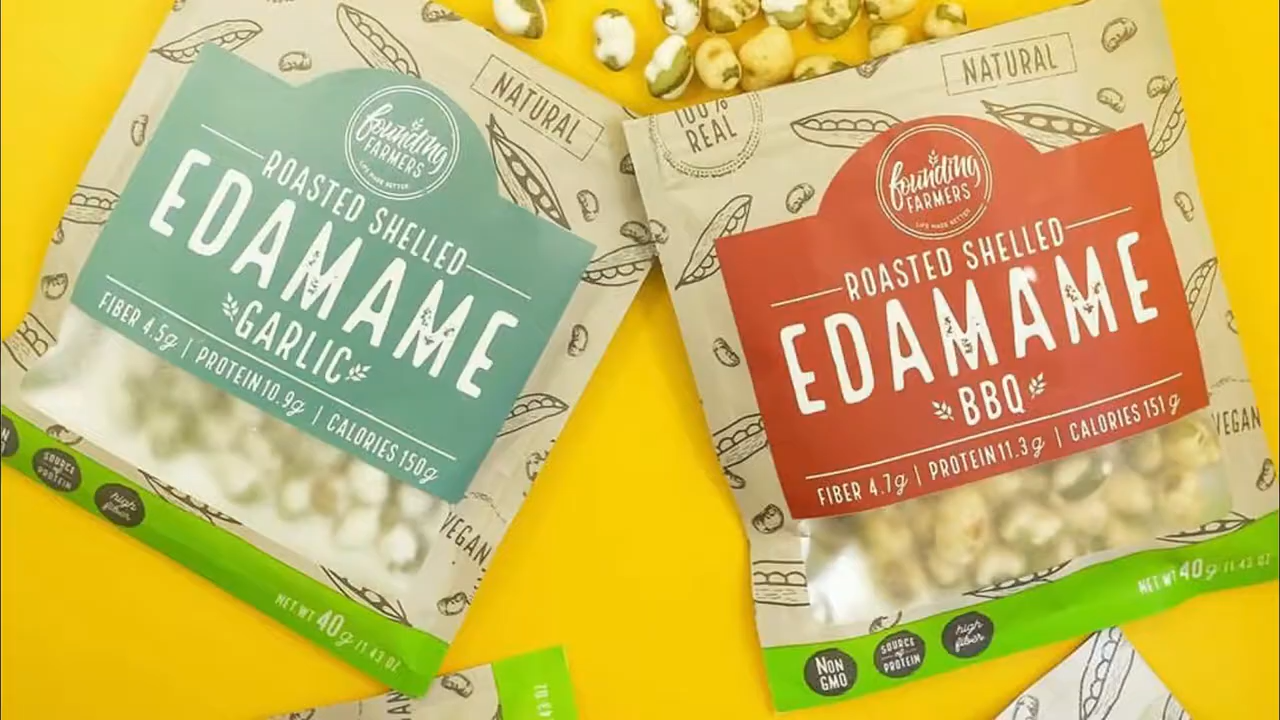 NATURAL
founding
FARMERS
LIFE MADE BETTER
ROASTED SHELLED
EDAMAME
GARLIC
FIBER 4.5g | PROTEIN 10.9g | CALORIES 150g
VEGAN
SOURCE
of
PROTEIN
high
fiber
NET WT 40g /1.43 OZ
100%
REAL
NATURAL
founding
FARMERS
LIFE MADE BETTER
ROASTED SHELLED
EDAMAME
BBQ
FIBER 4.7g | PROTEIN 11.3g | CALORIES 151g
VEGAN
NON
GMO
SOURCE
of
PROTEIN
high
fiber
NET WT 40g /1.43 OZ